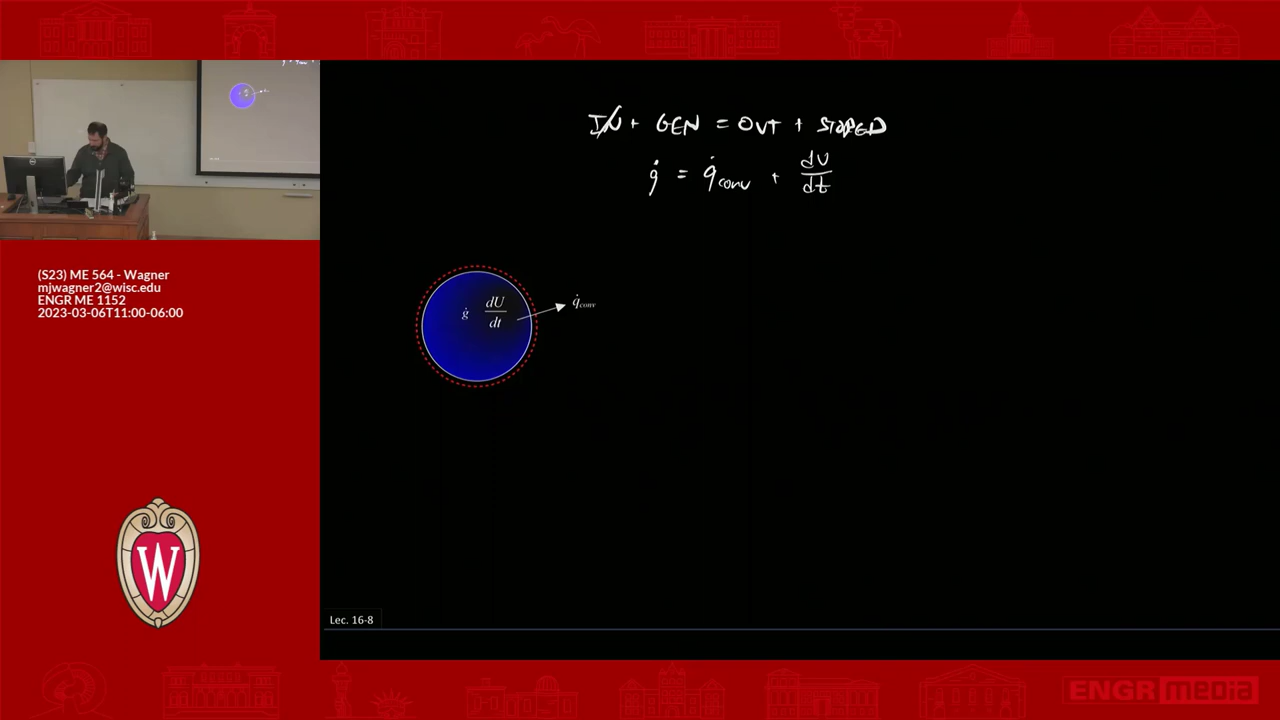 IN + GEN = OUT + STORED
ġ = q̇conv + dU/dt
ġ dU/dt q̇conv
(S23) ME 564 - Wagner
mjwagner2@wisc.edu
ENGR ME 1152
2023-03-06T11:00-06:00
W
Lec. 16-8
ENGR media